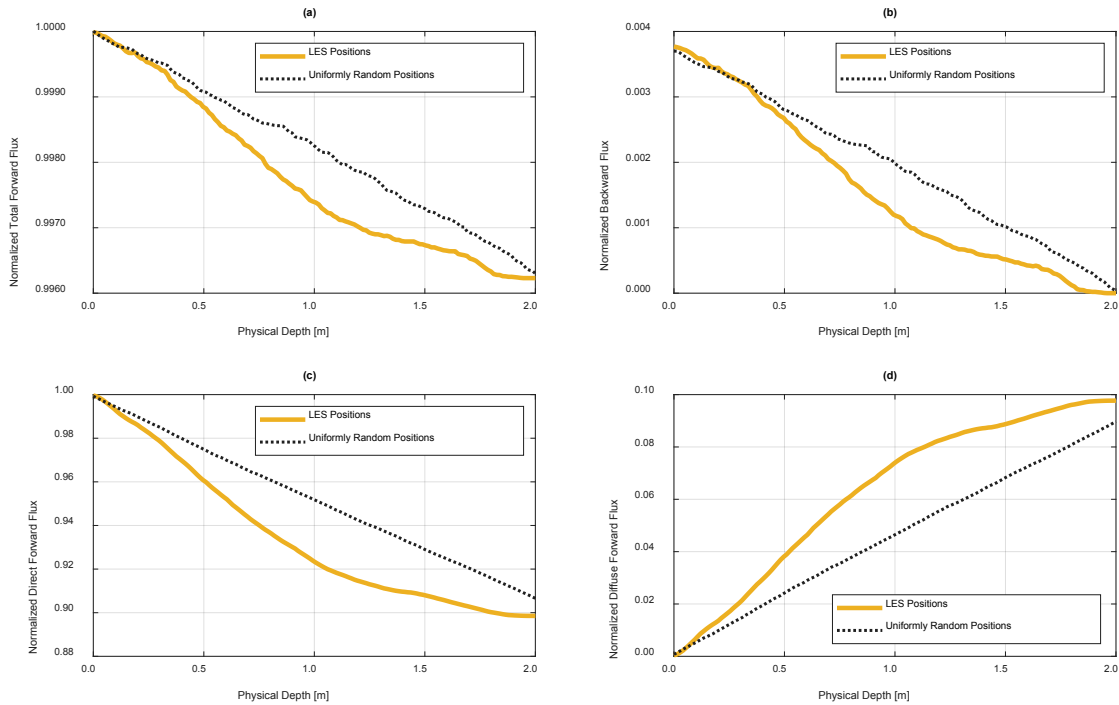 (a)
1.0000
0.9990
0.9980
0.9970
0.9960
Normalized Total Forward Flux
LES Positions
Uniformly Random Positions
0.0
0.5
1.0
1.5
2.0
Physical Depth [m]
(b)
0.004
0.003
0.002
0.001
0.000
Normalized Backward Flux
LES Positions
Uniformly Random Positions
0.0
0.5
1.0
1.5
2.0
Physical Depth [m]
(c)
1.00
0.98
0.96
0.94
0.92
0.90
0.88
Normalized Direct Forward Flux
LES Positions
Uniformly Random Positions
0.0
0.5
1.0
1.5
2.0
Physical Depth [m]
(d)
0.10
0.08
0.06
0.04
0.02
0.00
Normalized Diffuse Forward Flux
LES Positions
Uniformly Random Positions
0.0
0.5
1.0
1.5
2.0
Physical Depth [m]